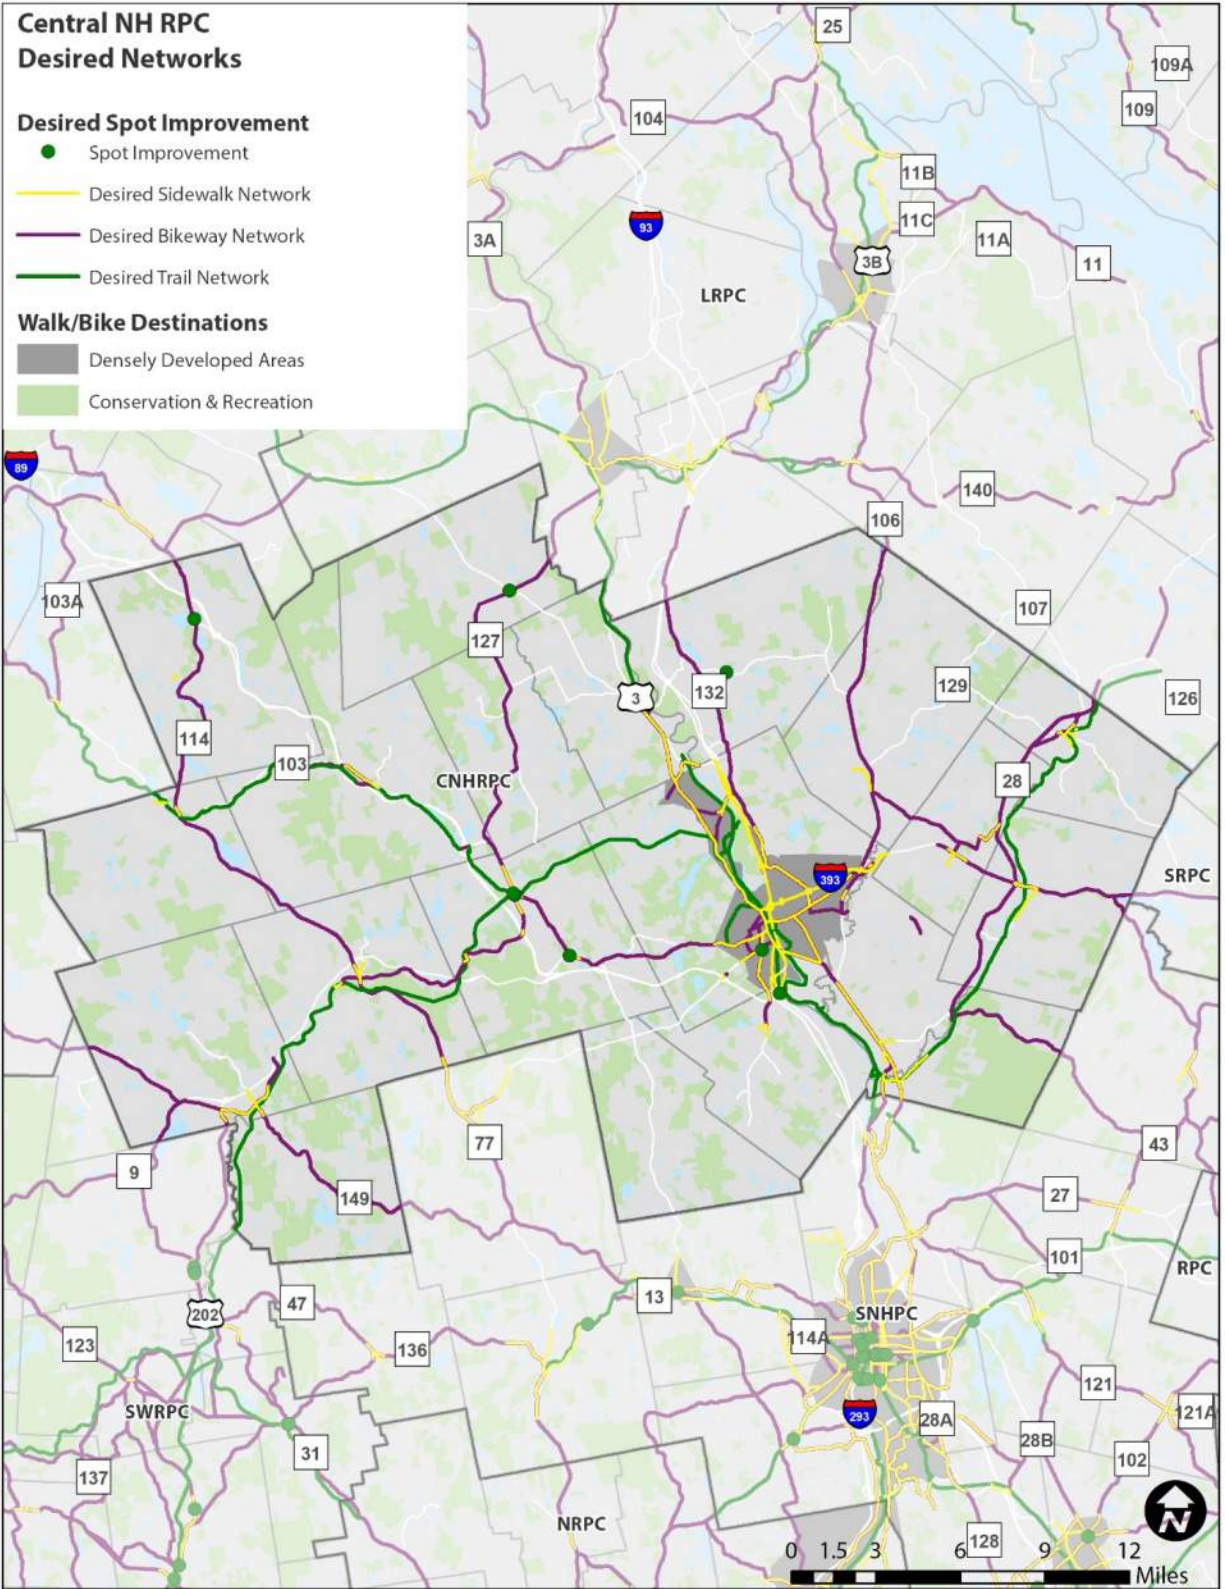 Central NH RPC
Desired Networks
Desired Spot Improvement
Spot Improvement
Desired Sidewalk Network
Desired Bikeway Network
Desired Trail Network
Walk/Bike Destinations
Densely Developed Areas
Conservation & Recreation
25
109A
109
104
11B
11C
93
3A
11A
3B
11
LRPC
89
140
106
103A
107
127
129
132
3
126
114
103
CNHRPC
28
393
SRPC
77
43
9
149
27
101
RPC
47
13
202
SNHPC
123
114A
136
121
SWRPC
293
28A
121A
28B
31
102
137
N
NRPC
128
0 1.5 3 6 9 12
Miles